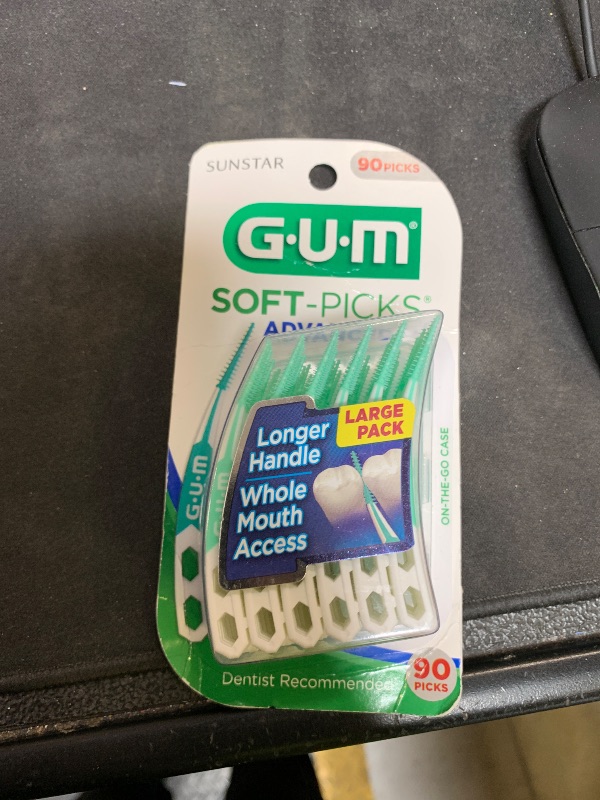 SUNSTAR
90 PICKS
G·U·M®
SOFT-PICKS®
LARGE
PACK
Longer
Handle
Whole
Mouth
Access
G·U·M
ON-THE-GO CASE
Dentist Recommended
90
PICKS